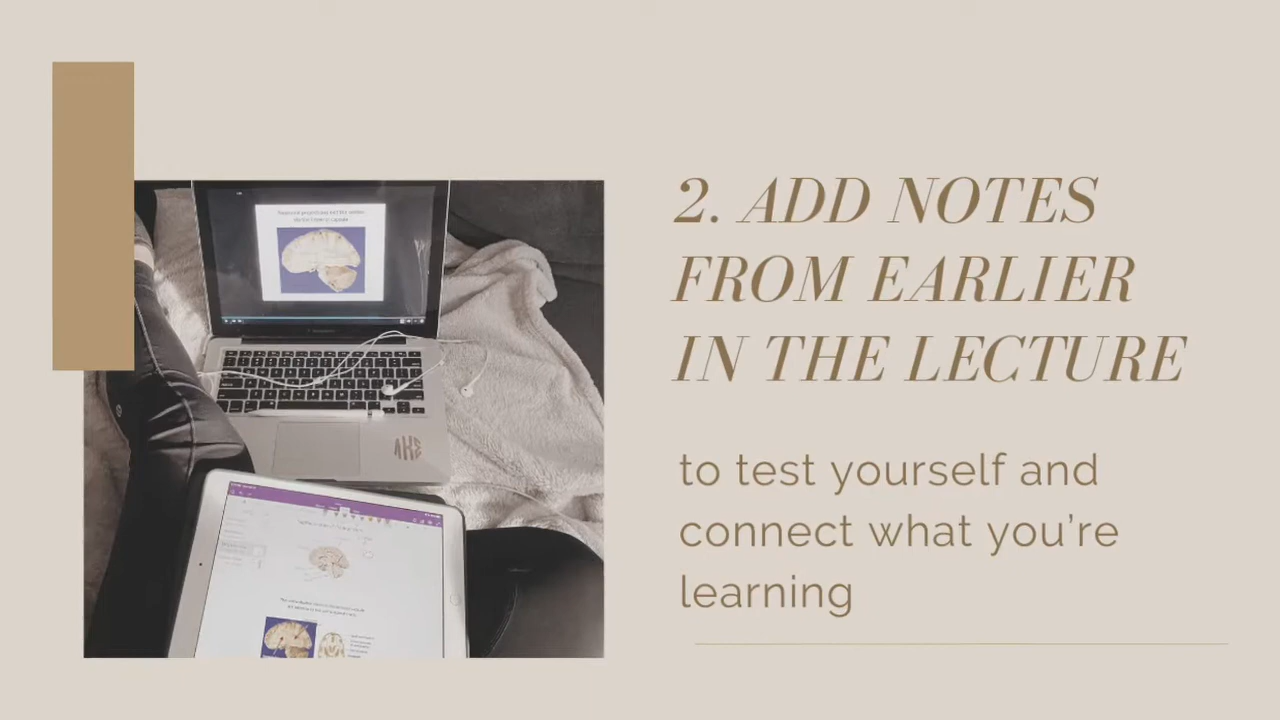 2. ADD NOTES
FROM EARLIER
IN THE LECTURE
to test yourself and
connect what you're
learning